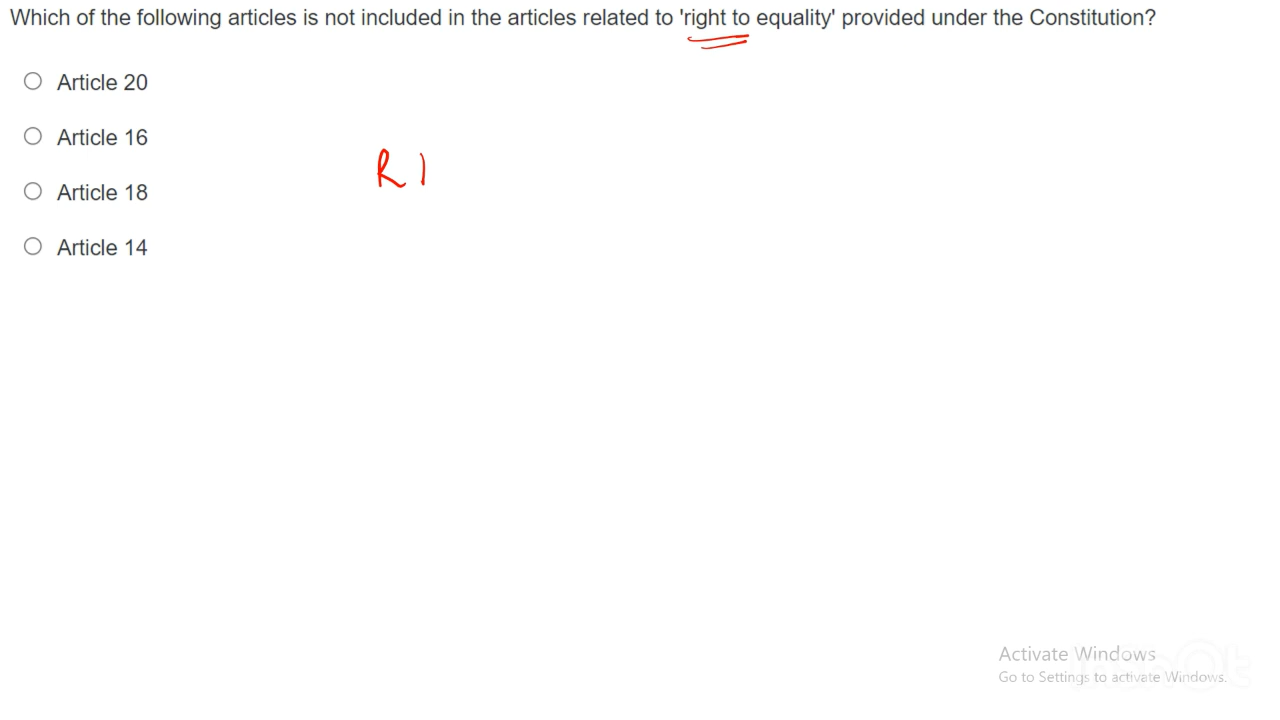 Which of the following articles is not included in the articles related to 'right to equality' provided under the Constitution?
Article 20
Article 16
R
Article 18
Article 14
Activate Windows
Go to Settings to activate Windows.